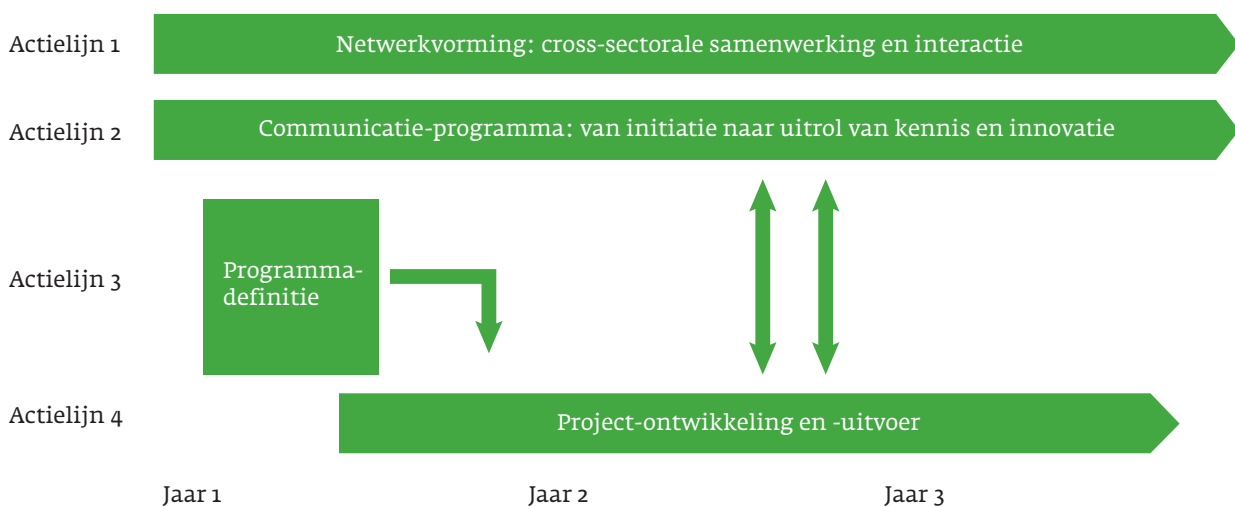 Actielijn 1
Netwerkvorming: cross-sectorale samenwerking en interactie
Actielijn 2
Communicatie-programma: van initiatie naar uitrol van kennis en innovatie
Actielijn 3
Programma-
definitie
Actielijn 4
Project-ontwikkeling en -uitvoer
Jaar 1
Jaar 2
Jaar 3